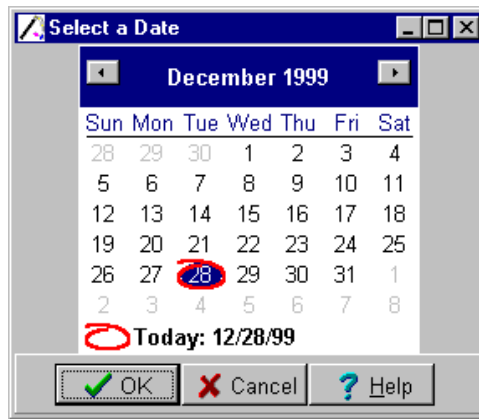 Select a Date
December 1999
Sun Mon Tue Wed Thu Fri Sat
28 29 30 1 2 3 4
5 6 7 8 9 10 11
12 13 14 15 16 17 18
19 20 21 22 23 24 25
26 27 28 29 30 31 1
2 3 4 5 6 7 8
Today: 12/28/99
OK Cancel Help